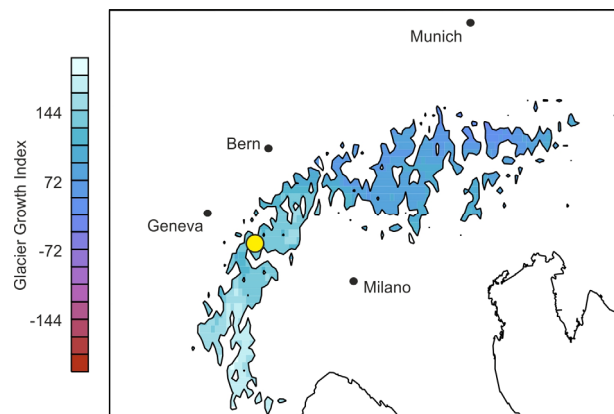 Munich
144
Bern
72
Geneva
-72
Milano
-144
Glacier Growth Index